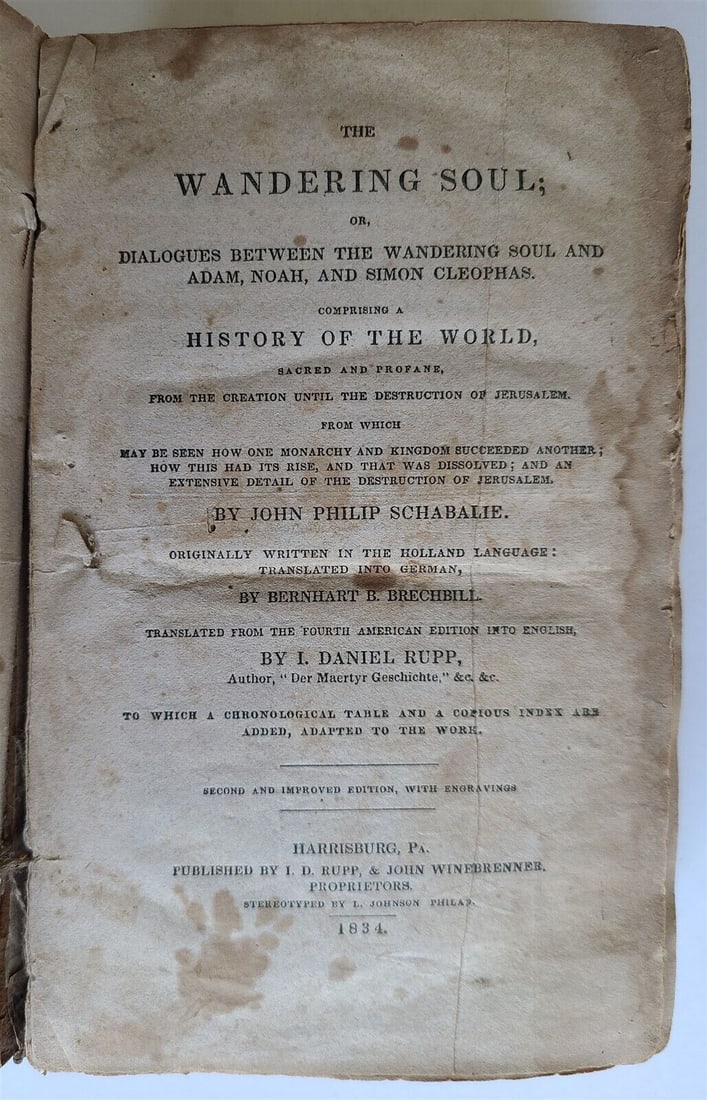 THE
WANDERING SOUL;
OR,
DIALOGUES BETWEEN THE WANDERING SOUL AND
ADAM, NOAH, AND SIMON CLEOPHAS.
COMPRISING A
HISTORY OF THE WORLD,
SACRED AND PROFANE,
FROM THE CREATION UNTIL THE DESTRUCTION OF JERUSALEM.
FROM WHICH
MAY BE SEEN HOW ONE MONARCHY AND KINGDOM SUCCEEDED ANOTHER;
HOW THIS HAD ITS RISE, AND THAT WAS DISSOLVED; AND AN
EXTENSIVE DETAIL OF THE DESTRUCTION OF JERUSALEM.
BY JOHN PHILIP SCHABALIE.
ORIGINALLY WRITTEN IN THE HOLLAND LANGUAGE:
TRANSLATED INTO GERMAN,
BY BERNHART B. BRECHBILL.
TRANSLATED FROM THE FOURTH AMERICAN EDITION INTO ENGLISH,
BY I. DANIEL RUPP,
Author, "Der Maertyr Geschichte," &c. &c.
TO WHICH A CHRONOLOGICAL TABLE AND A COPIOUS INDEX ARE
ADDED, ADAPTED TO THE WORK.
SECOND AND IMPROVED EDITION, WITH ENGRAVINGS
HARRISBURG, PA.
PUBLISHED BY I. D. RUPP, & JOHN WINEBRENNER.
PROPRIETORS.
STEREOTYPED BY L. JOHNSON PHILAD.
1834.